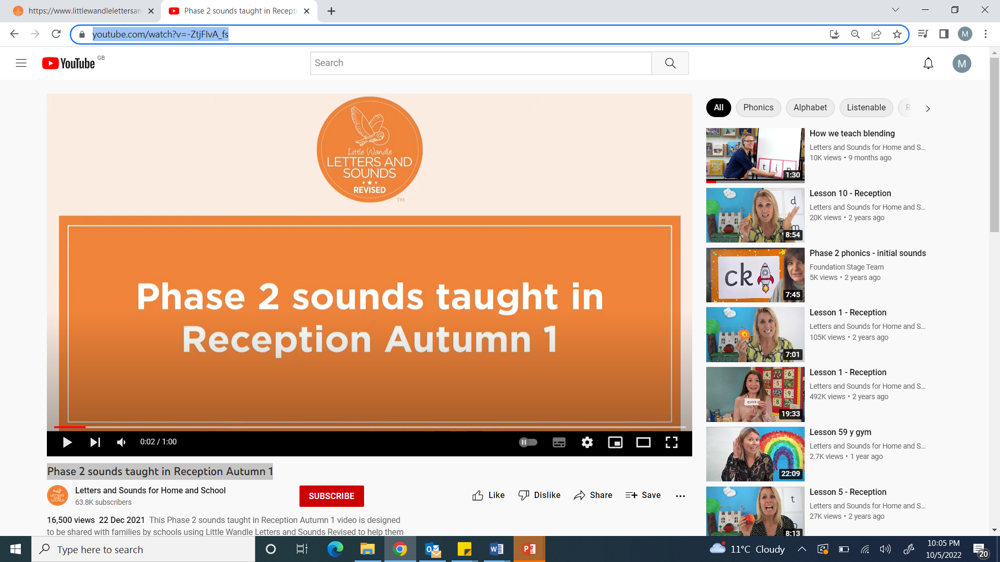 https://www.littlewandlelettersan
Phase 2 sounds taught in Recepti
youtube.com/watch?v=-ZtjFIvA_fs
M
YouTube GB
Search
M
Little Wandle
LETTERS AND
SOUNDS
REVISED
TM
Phase 2 sounds taught in
Reception Autumn 1
0:02 / 1:00
Phase 2 sounds taught in Reception Autumn 1
LETTERS
AND
SOUNDS
Letters and Sounds for Home and School
63.8K subscribers
SUBSCRIBE
Like Dislike Share Save
16,500 views 22 Dec 2021 This Phase 2 sounds taught in Reception Autumn 1 video is designed
to be shared with families by schools using Little Wandle Letters and Sounds Revised to help them
All Phonics Alphabet Listenable R
t i n
1:30
How we teach blending
Letters and Sounds for Home and S...
10K views • 9 months ago
d
m
8:54
Lesson 10 - Reception
Letters and Sounds for Home and S...
20K views • 2 years ago
ck
7:45
Phase 2 phonics - initial sounds
Foundation Stage Team
5K views • 2 years ago
7:01
Lesson 1 - Reception
Letters and Sounds for Home and S...
105K views • 2 years ago
4 6
5
9
8
quick
19:33
Lesson 1 - Reception
Letters and Sounds for Home and S...
492K views • 2 years ago
22:09
Lesson 59 y gym
Letters and Sounds for Home and S...
2.7K views • 1 year ago
t
8:13
Lesson 5 - Reception
Letters and Sounds for Home and S...
27K views • 2 years ago
Type here to search
11°C Cloudy
10:05 PM
10/5/2022
20